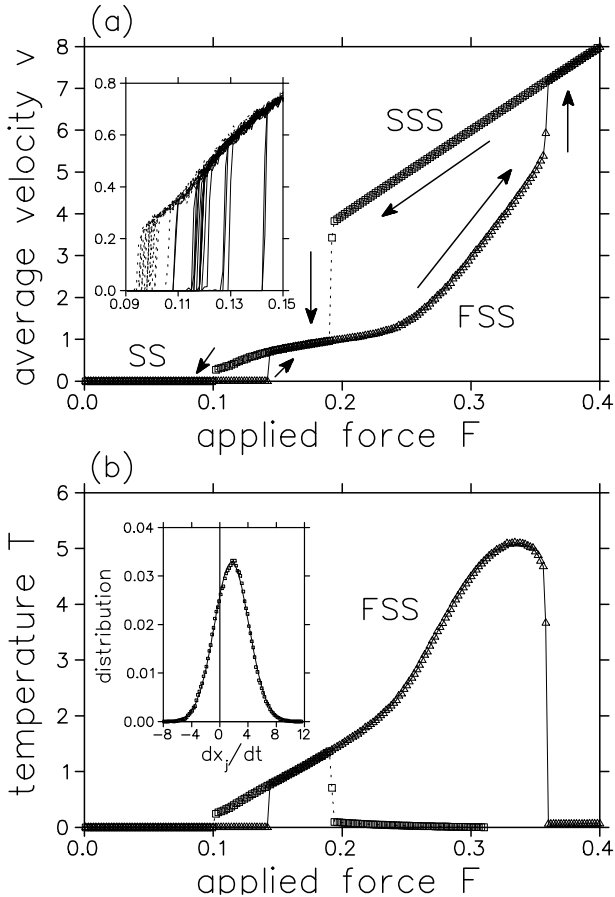 (a)
average velocity v
8
7
6
5
4
3
2
1
0
0.8
0.6
0.4
0.2
0.0
0.09 0.11 0.13 0.15
SSS
FSS
SS
0.0 0.1 0.2 0.3 0.4
applied force F
(b)
temperature T
6
5
4
3
2
1
0
distribution
0.04
0.03
0.02
0.01
0.00
-8 -4 0 4 8 12
dx_j/dt
FSS
0.0 0.1 0.2 0.3 0.4
applied force F